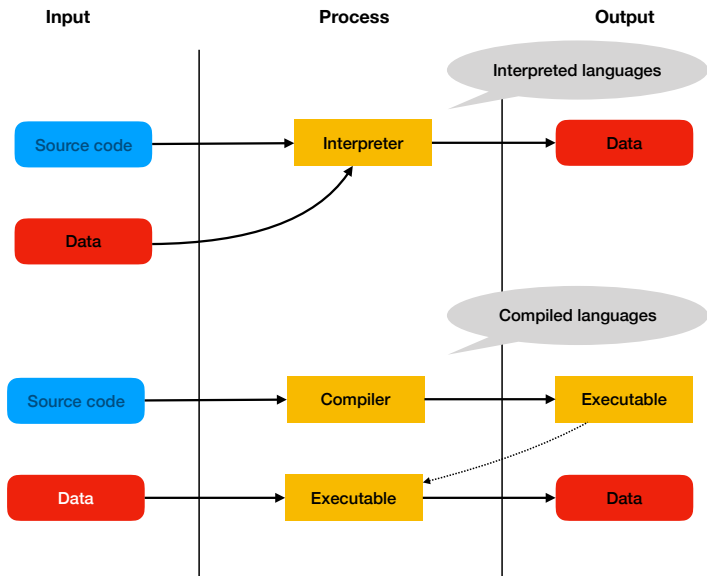 Input
Process
Output
Interpreted languages
Source code
Interpreter
Data
Data
Compiled languages
Source code
Compiler
Executable
Data
Executable
Data